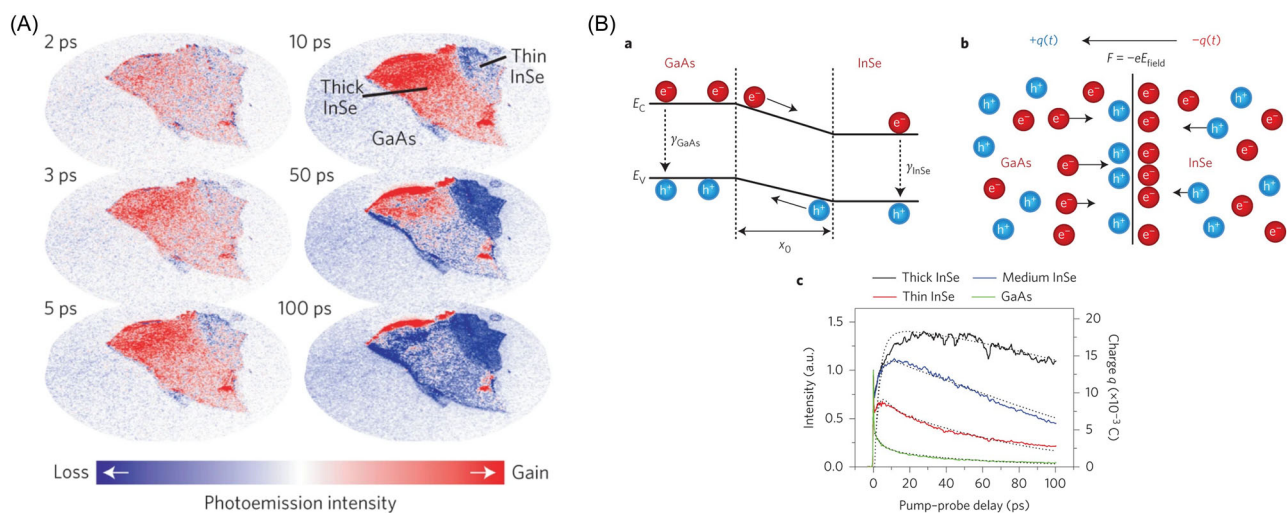 (A)
2 ps
10 ps
Thin
InSe
Thick
InSe
GaAs
3 ps
50 ps
5 ps
100 ps
Loss
Gain
Photoemission intensity
(B)
a
GaAs
InSe
e⁻
e⁻
e⁻
E_C
e⁻
γ_GaAs
γ_InSe
E_V
h⁺
h⁺
h⁺
h⁺
x₀
b
+q(t)
−q(t)
F = −eE_field
h⁺
h⁺
e⁻
e⁻
h⁺
e⁻
e⁻
e⁻
h⁺
e⁻
h⁺
e⁻
h⁺
h⁺
e⁻
GaAs
e⁻
h⁺
e⁻
InSe
h⁺
e⁻
h⁺
e⁻
h⁺
e⁻
e⁻
h⁺
e⁻
h⁺
e⁻
h⁺
e⁻
h⁺
e⁻
c
Thick InSe
Medium InSe
Thin InSe
GaAs
1.5
1.0
0.5
0.0
Intensity (a.u.)
20
15
10
5
0
Charge q (×10⁻³ C)
0 20 40 60 80 100
Pump–probe delay (ps)